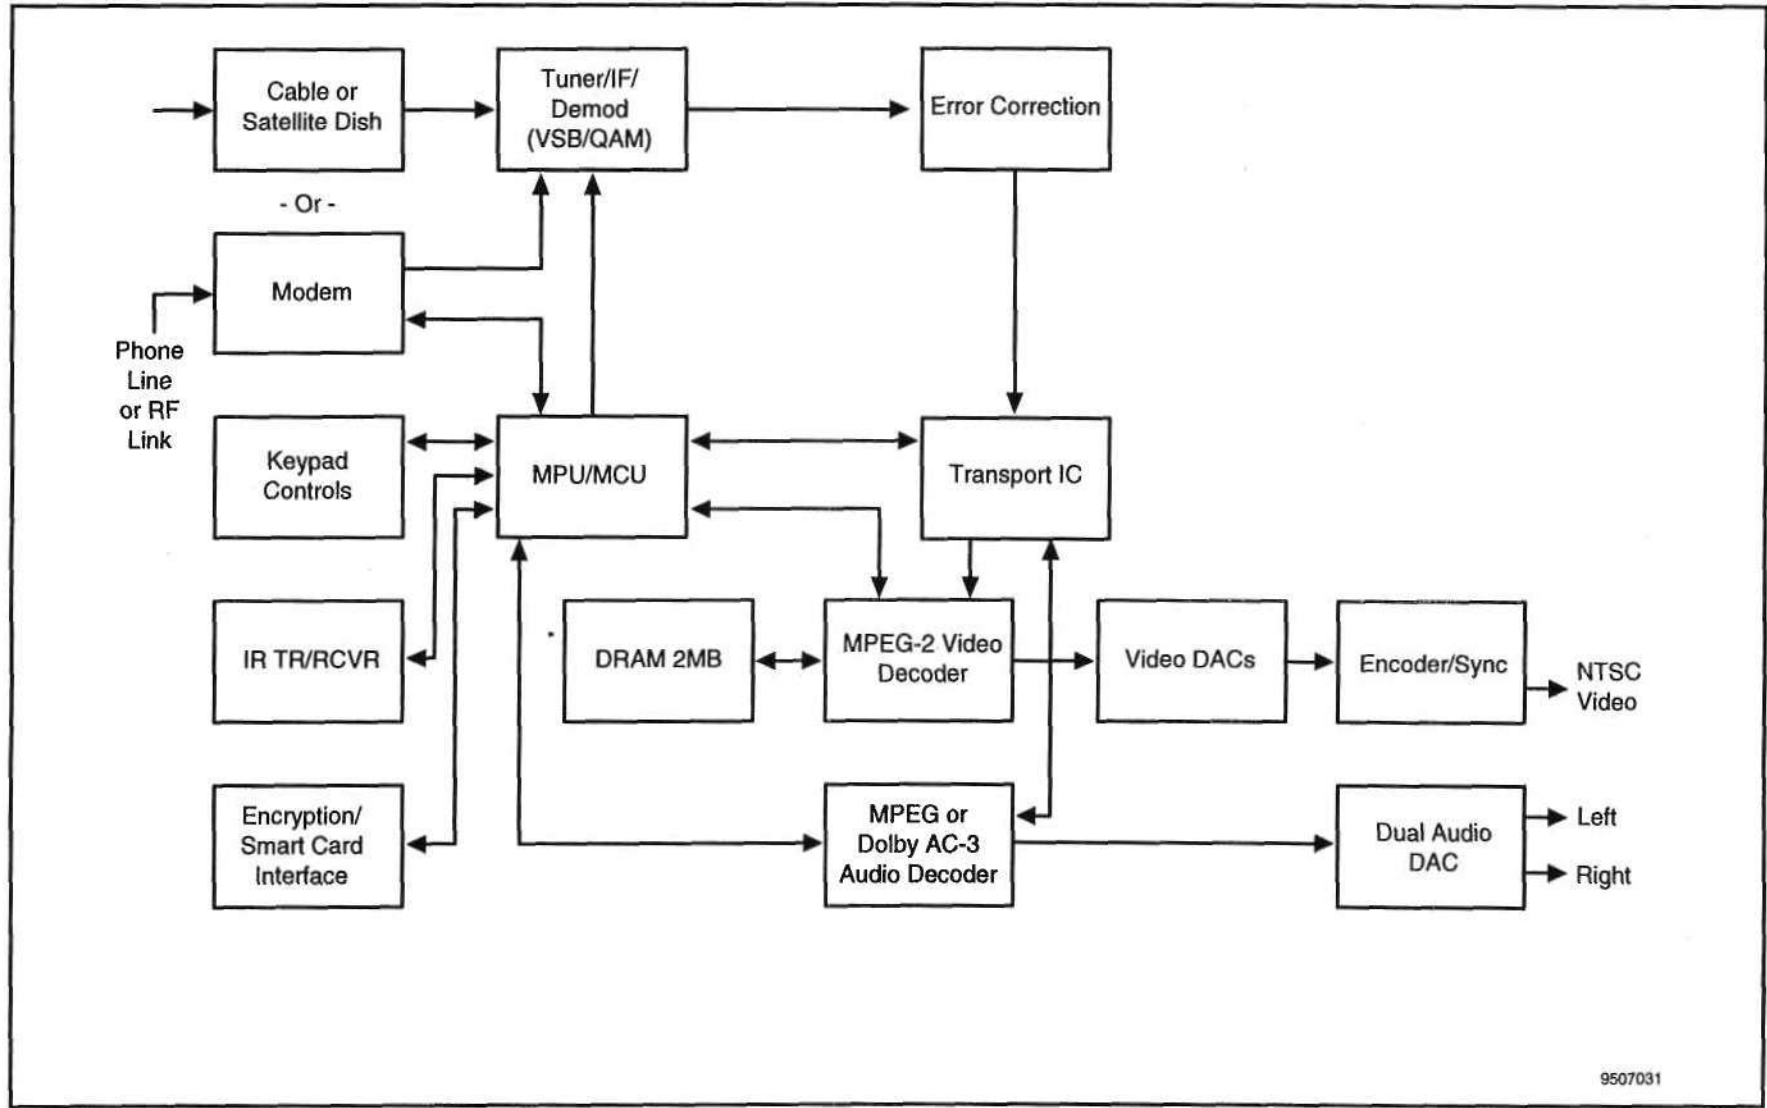 Cable or
Satellite Dish
Tuner/IF/
Demod
(VSB/QAM)
Error Correction
- Or -
Modem
Phone
Line
or RF
Link
Keypad
Controls
MPU/MCU
Transport IC
IR TR/RCVR
DRAM 2MB
MPEG-2 Video
Decoder
Video DACs
Encoder/Sync
NTSC
Video
Encryption/
Smart Card
Interface
MPEG or
Dolby AC-3
Audio Decoder
Dual Audio
DAC
Left
Right
9507031